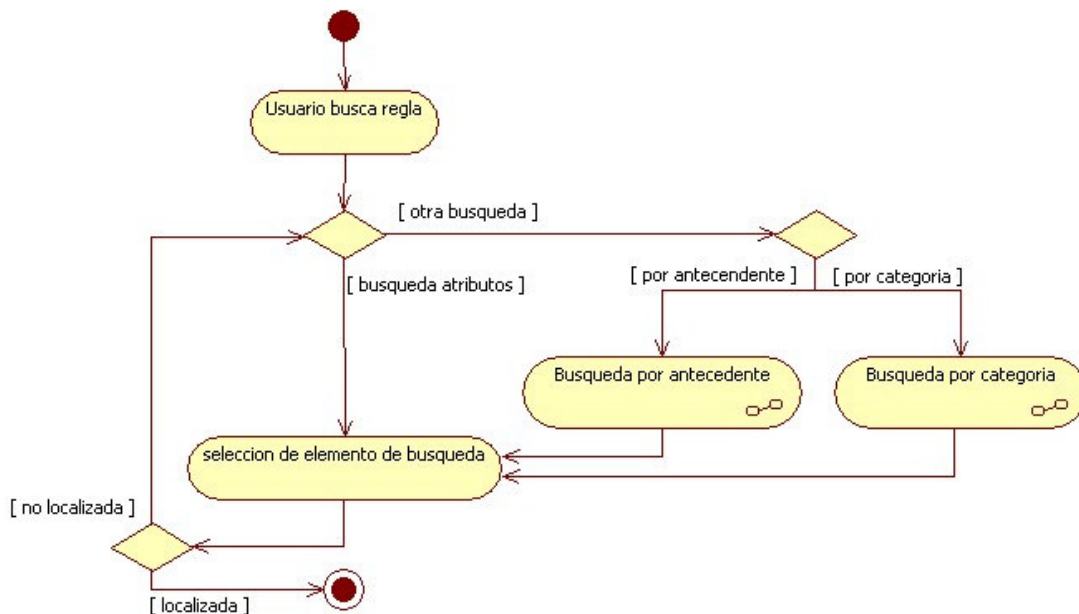 Usuario busca regla
[ otra busqueda ]
[ busqueda atributos ]
[ por antecendente ]
[ por categoria ]
Busqueda por antecedente
Busqueda por categoria
seleccion de elemento de busqueda
[ no localizada ]
[ localizada ]